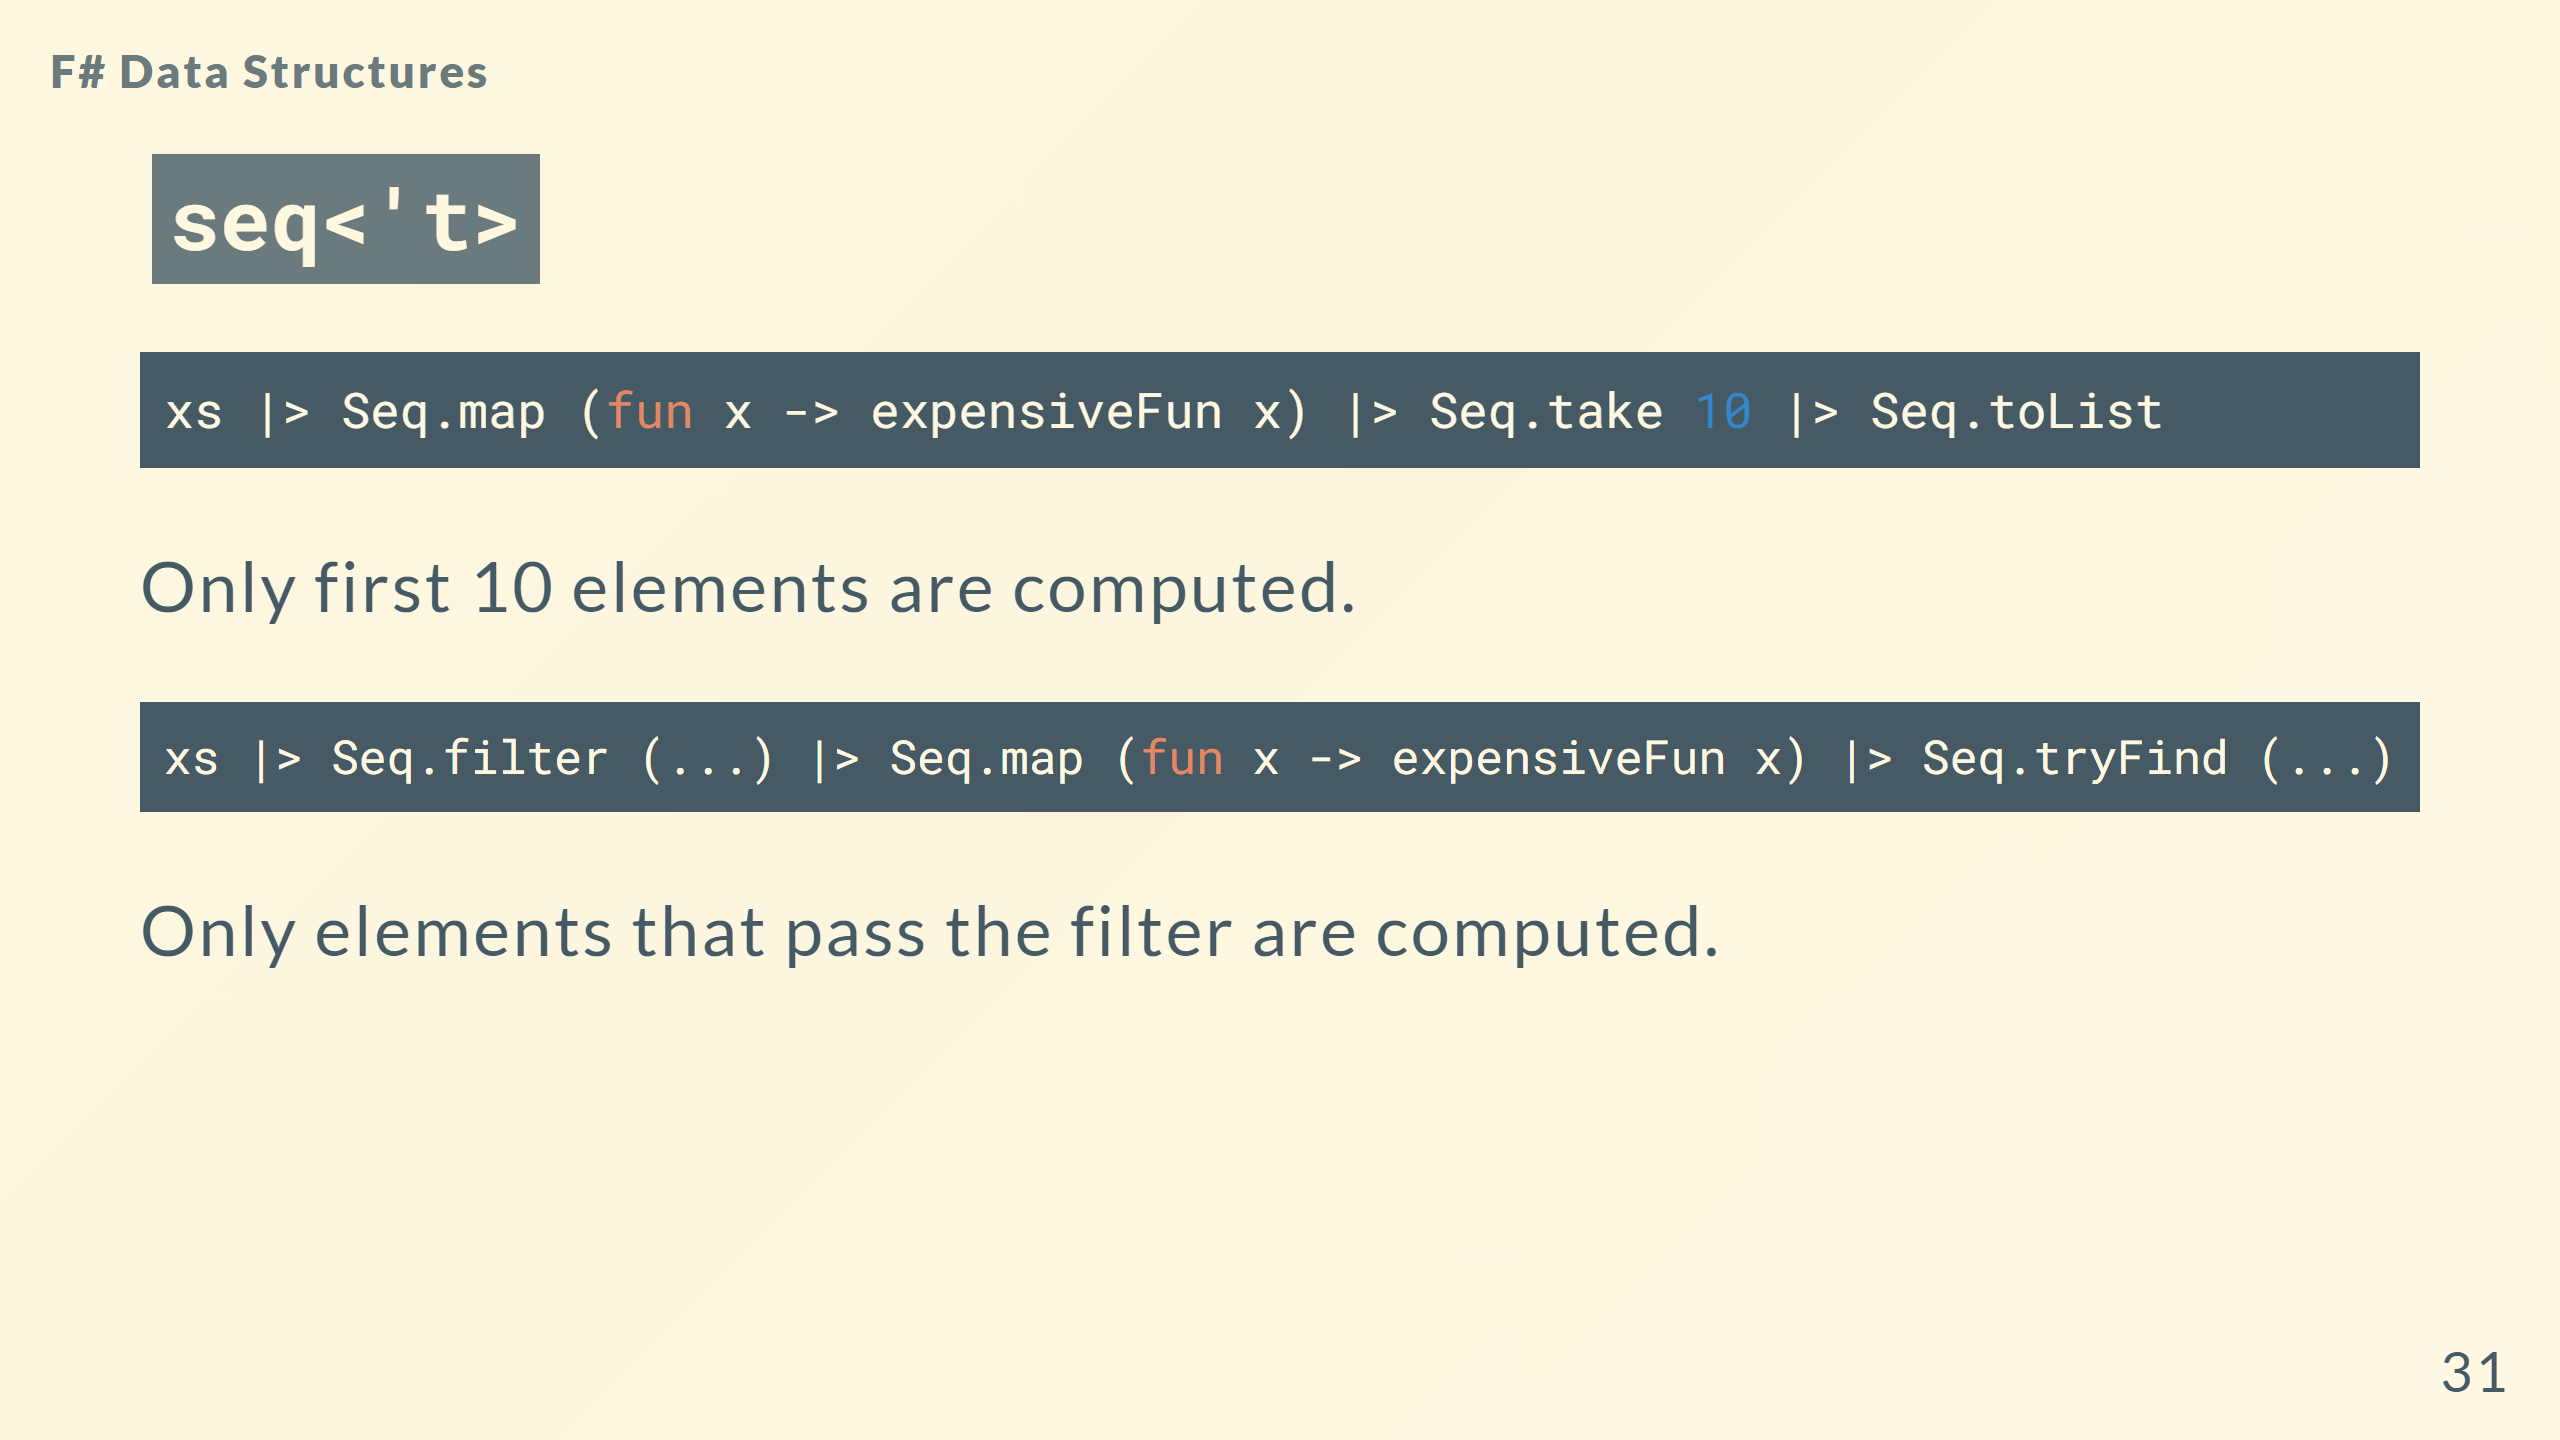 F# Data Structures
seq<'t>
xs |> Seq.map (fun x -> expensiveFun x) |> Seq.take 10 |> Seq.toList
Only first 10 elements are computed.
xs |> Seq.filter (...) |> Seq.map (fun x -> expensiveFun x) |> Seq.tryFind (...)
Only elements that pass the filter are computed.
31